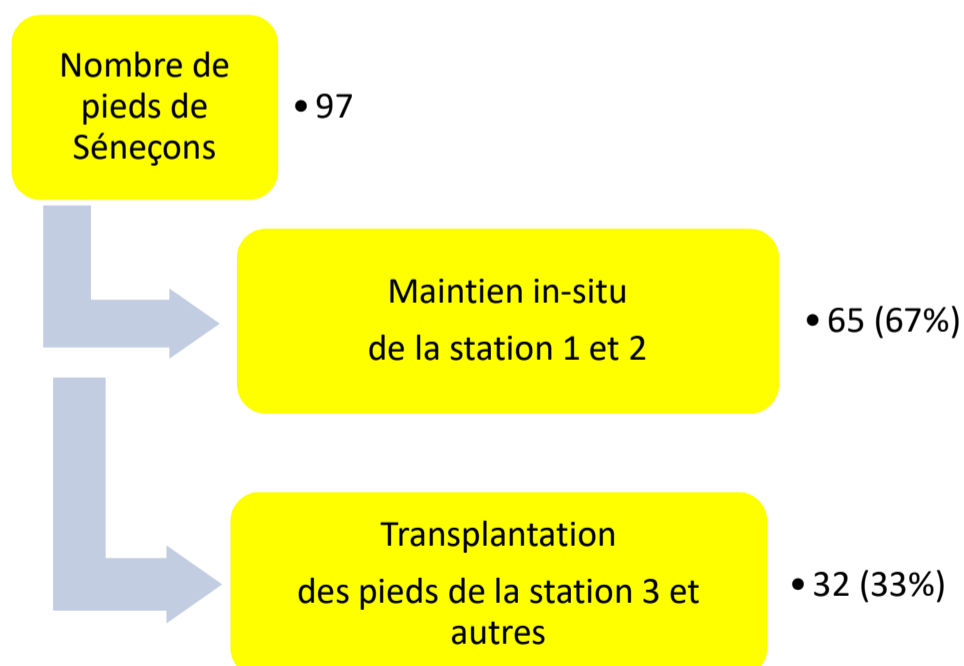 Nombre de
pieds de
Séneçons
• 97
Maintien in-situ
de la station 1 et 2
• 65 (67%)
Transplantation
des pieds de la station 3 et
autres
• 32 (33%)